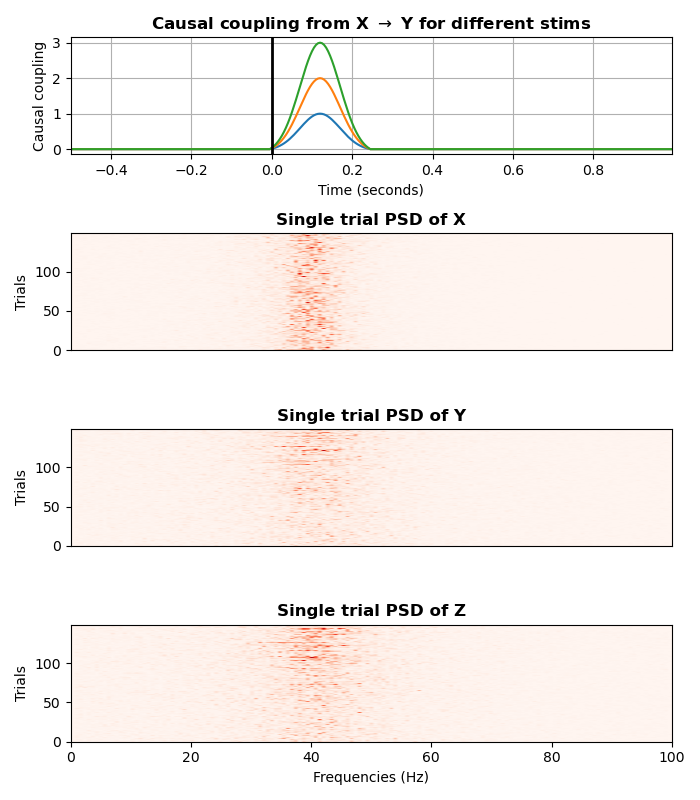 Causal coupling from X → Y for different stims
Causal coupling
3
2
1
0
−0.4 −0.2 0.0 0.2 0.4 0.6 0.8
Time (seconds)
Single trial PSD of X
Trials
100
50
0
Single trial PSD of Y
Trials
100
50
0
Single trial PSD of Z
Trials
100
50
0
0 20 40 60 80 100
Frequencies (Hz)